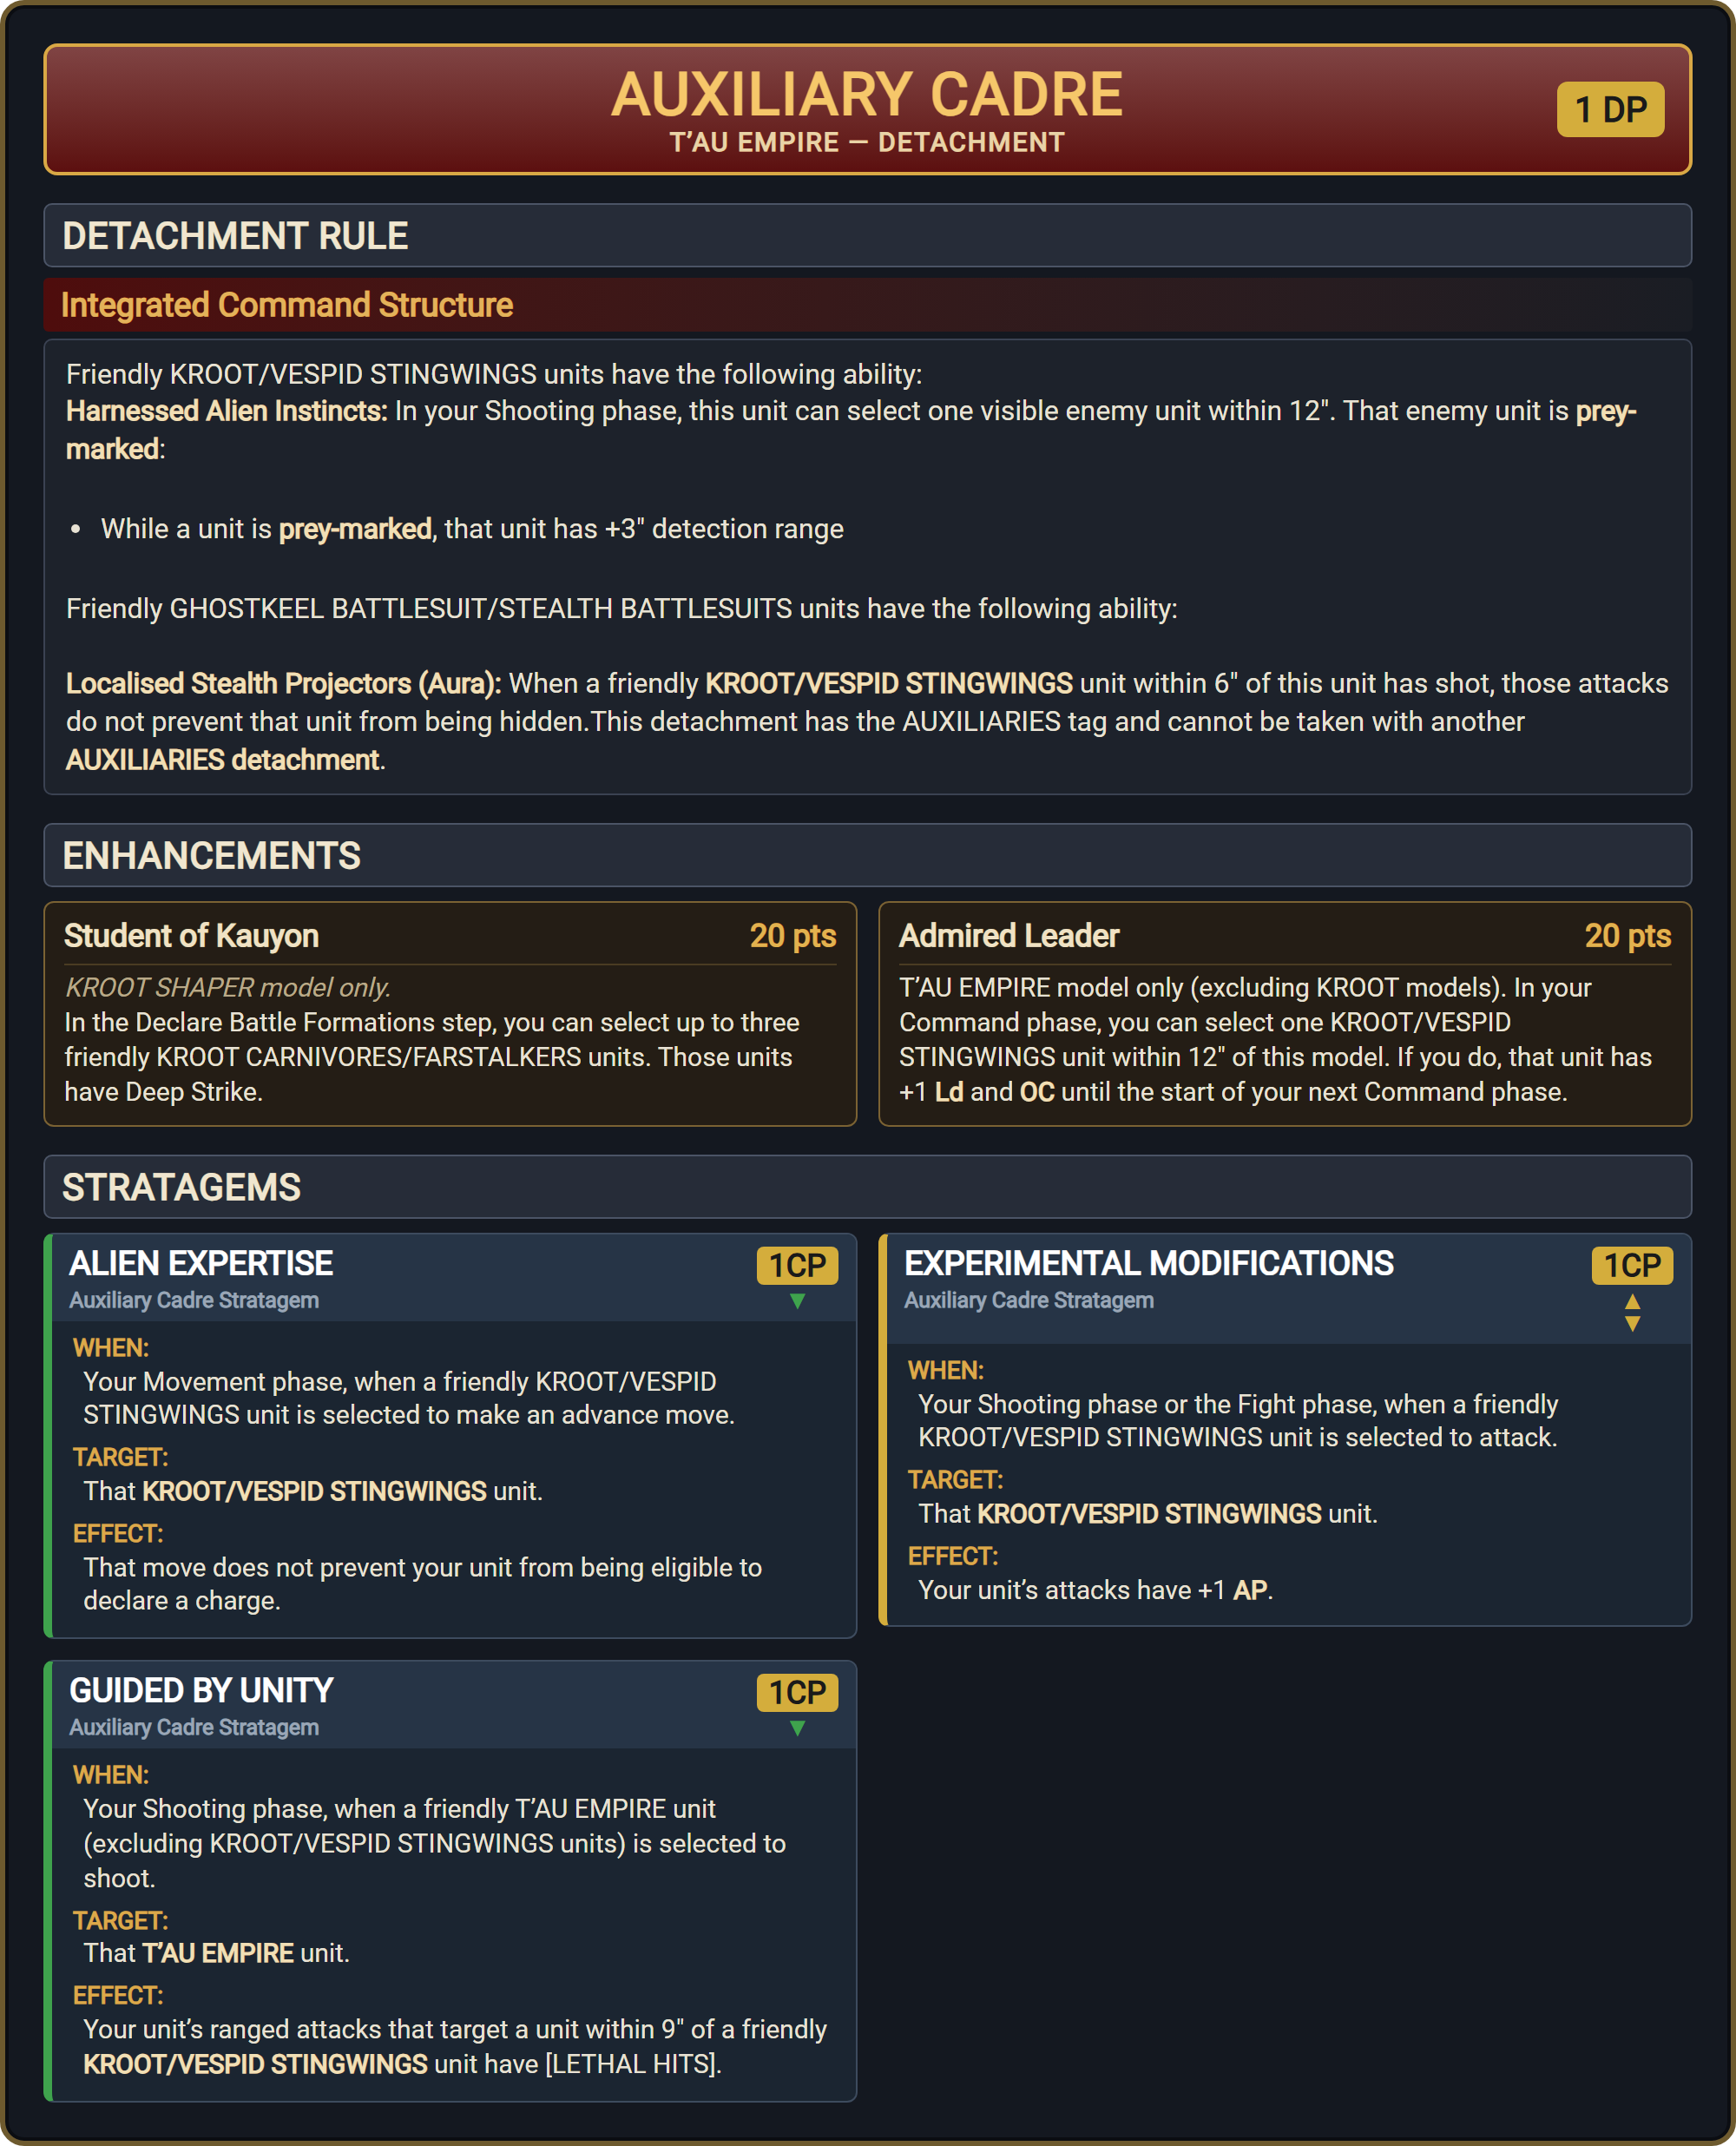 AUXILIARY CADRE
T’AU EMPIRE — DETACHMENT
1 DP
DETACHMENT RULE
Integrated Command Structure
Friendly KROOT/VESPID STINGWINGS units have the following ability:
Harnessed Alien Instincts: In your Shooting phase, this unit can select one visible enemy unit within 12". That enemy unit is prey-
marked:
• While a unit is prey-marked, that unit has +3" detection range
Friendly GHOSTKEEL BATTLESUIT/STEALTH BATTLESUITS units have the following ability:
Localised Stealth Projectors (Aura): When a friendly KROOT/VESPID STINGWINGS unit within 6" of this unit has shot, those attacks
do not prevent that unit from being hidden.This detachment has the AUXILIARIES tag and cannot be taken with another
AUXILIARIES detachment.
ENHANCEMENTS
Student of Kauyon
20 pts
KROOT SHAPER model only.
In the Declare Battle Formations step, you can select up to three
friendly KROOT CARNIVORES/FARSTALKERS units. Those units
have Deep Strike.
Admired Leader
20 pts
T’AU EMPIRE model only (excluding KROOT models). In your
Command phase, you can select one KROOT/VESPID
STINGWINGS unit within 12" of this model. If you do, that unit has
+1 Ld and OC until the start of your next Command phase.
STRATAGEMS
ALIEN EXPERTISE
1CP
Auxiliary Cadre Stratagem
▼
WHEN:
Your Movement phase, when a friendly KROOT/VESPID
STINGWINGS unit is selected to make an advance move.
TARGET:
That KROOT/VESPID STINGWINGS unit.
EFFECT:
That move does not prevent your unit from being eligible to
declare a charge.
EXPERIMENTAL MODIFICATIONS
1CP
Auxiliary Cadre Stratagem
▲
▼
WHEN:
Your Shooting phase or the Fight phase, when a friendly
KROOT/VESPID STINGWINGS unit is selected to attack.
TARGET:
That KROOT/VESPID STINGWINGS unit.
EFFECT:
Your unit’s attacks have +1 AP.
GUIDED BY UNITY
1CP
Auxiliary Cadre Stratagem
▼
WHEN:
Your Shooting phase, when a friendly T’AU EMPIRE unit
(excluding KROOT/VESPID STINGWINGS units) is selected to
shoot.
TARGET:
That T’AU EMPIRE unit.
EFFECT:
Your unit’s ranged attacks that target a unit within 9" of a friendly
KROOT/VESPID STINGWINGS unit have [LETHAL HITS].